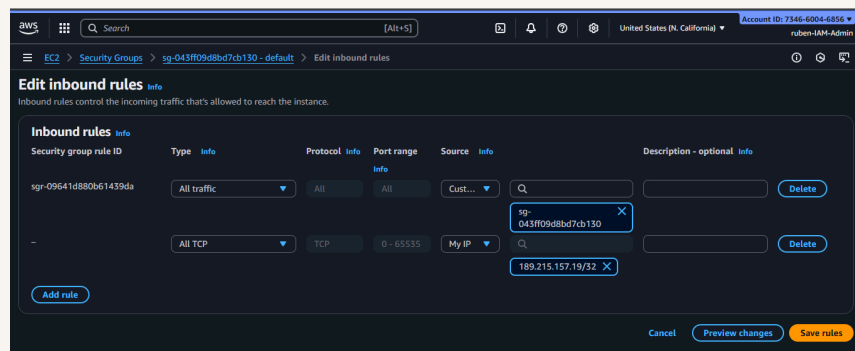 aws Search [Alt+S] United States (N. California) Account ID: 7346-6004-6856
ruben-IAM-Admin
EC2 > Security Groups > sg-043ff09d8bd7cb130 - default > Edit inbound rules
Edit inbound rules Info
Inbound rules control the incoming traffic that's allowed to reach the instance.
Inbound rules Info
Security group rule ID Type Info Protocol Info Port range Info Source Info Description - optional Info
sgr-09641d880b61439da All traffic All All Cust... Delete
sg-
043ff09d8bd7cb130
– All TCP TCP 0 - 65535 My IP Delete
189.215.157.19/32
Add rule
Cancel Preview changes Save rules